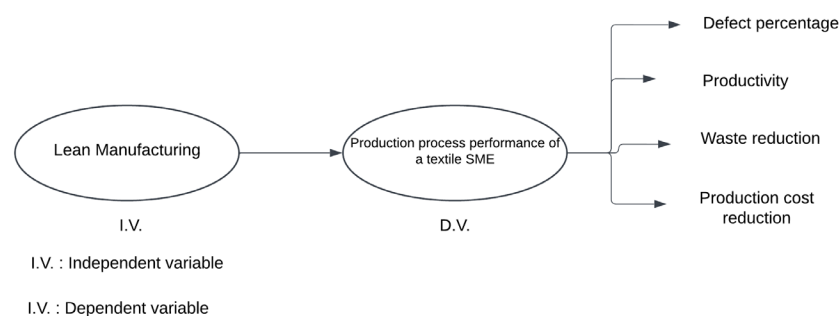 Defect percentage
Productivity
Lean Manufacturing
Production process performance of
a textile SME
Waste reduction
Production cost
reduction
I.V.
D.V.
I.V. : Independent variable
I.V. : Dependent variable